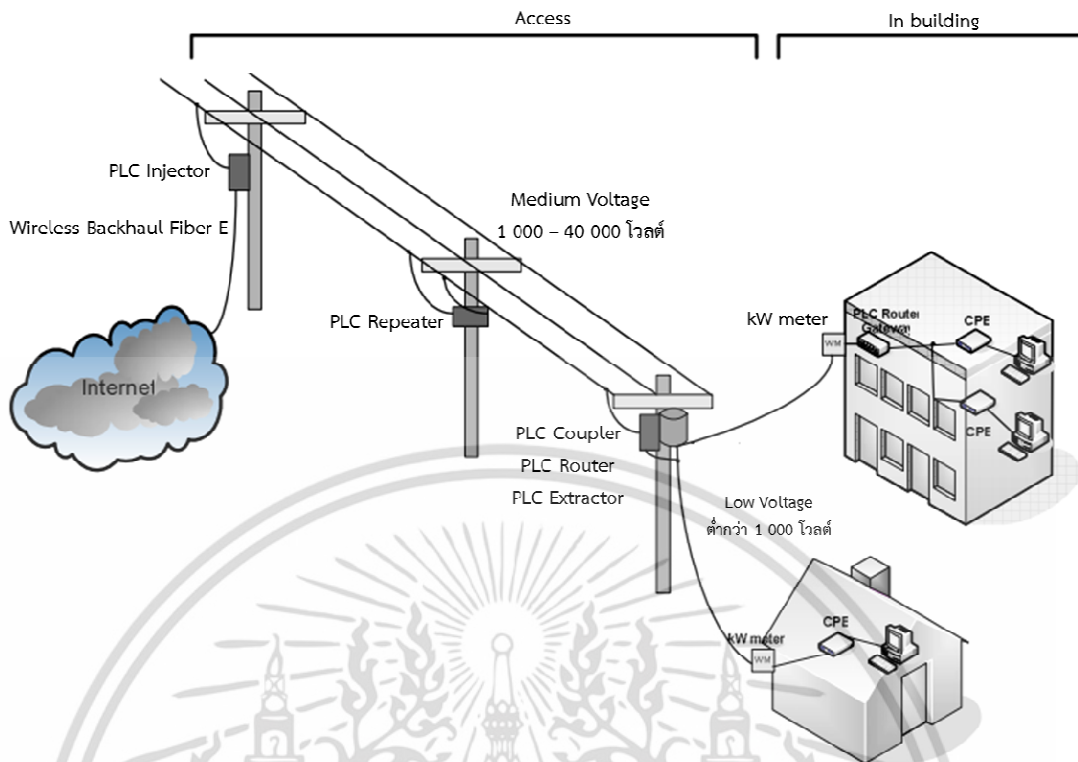 Access
In building
PLC Injector
Wireless Backhaul Fiber E
Medium Voltage
1 000 – 40 000 โวลต์
PLC Repeater
Internet
kW meter
WM
PLC Router
Gateway
CPE
CPE
PLC Coupler
PLC Router
PLC Extractor
Low Voltage
ต่ำกว่า 1 000 โวลต์
kW meter
WM
CPE